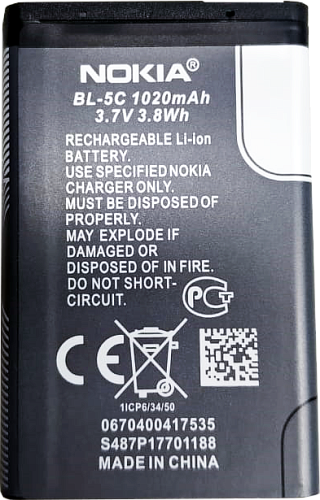 NOKIA®
BL-5C 1020mAh
3.7V 3.8Wh
RECHARGEABLE Li-ion
BATTERY.
USE SPECIFIED NOKIA
CHARGER ONLY.
MUST BE DISPOSED OF
PROPERLY.
MAY EXPLODE IF
DAMAGED OR
DISPOSED OF IN FIRE.
DO NOT SHORT-
CIRCUIT.
РСТ
CE
1ICP6/34/50
0670400417535
S487P17701188
MADE IN CHINA